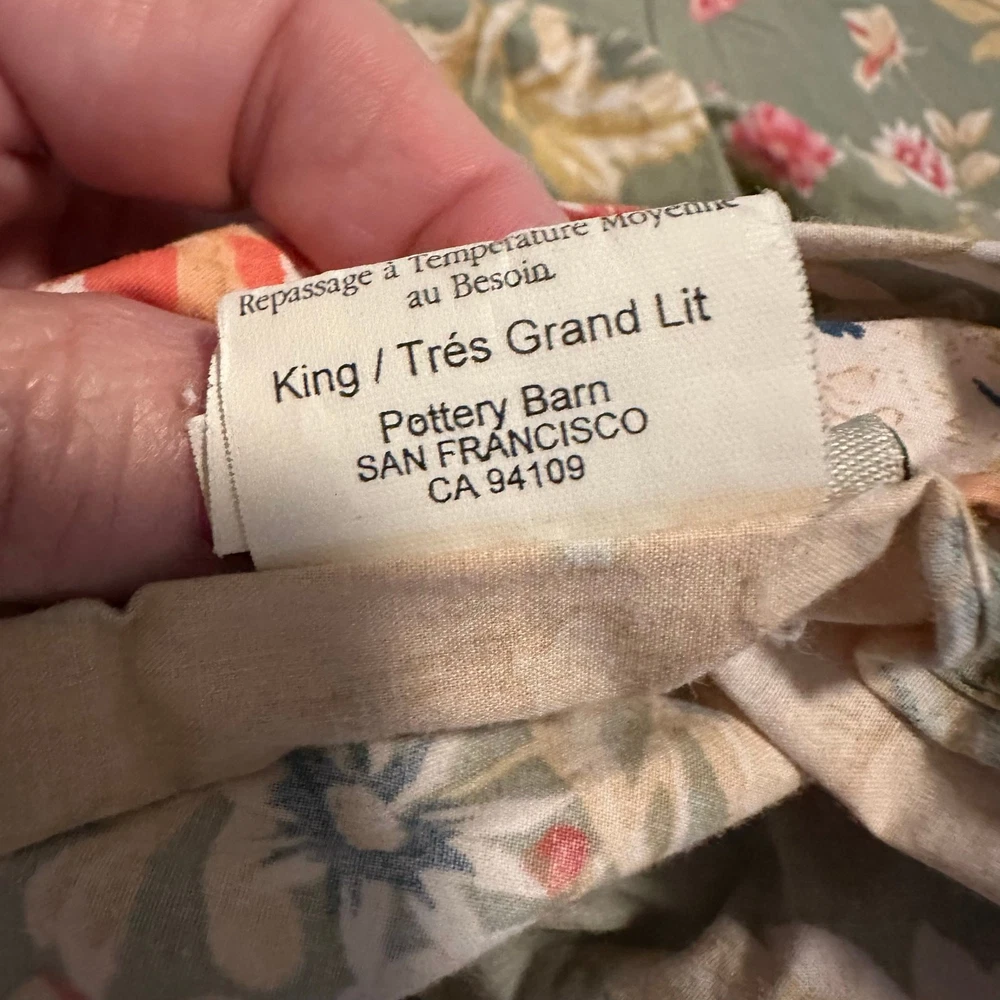 Repassage à Température Moyenne
au Besoin
King / Trés Grand Lit
Pottery Barn
SAN FRANCISCO
CA 94109